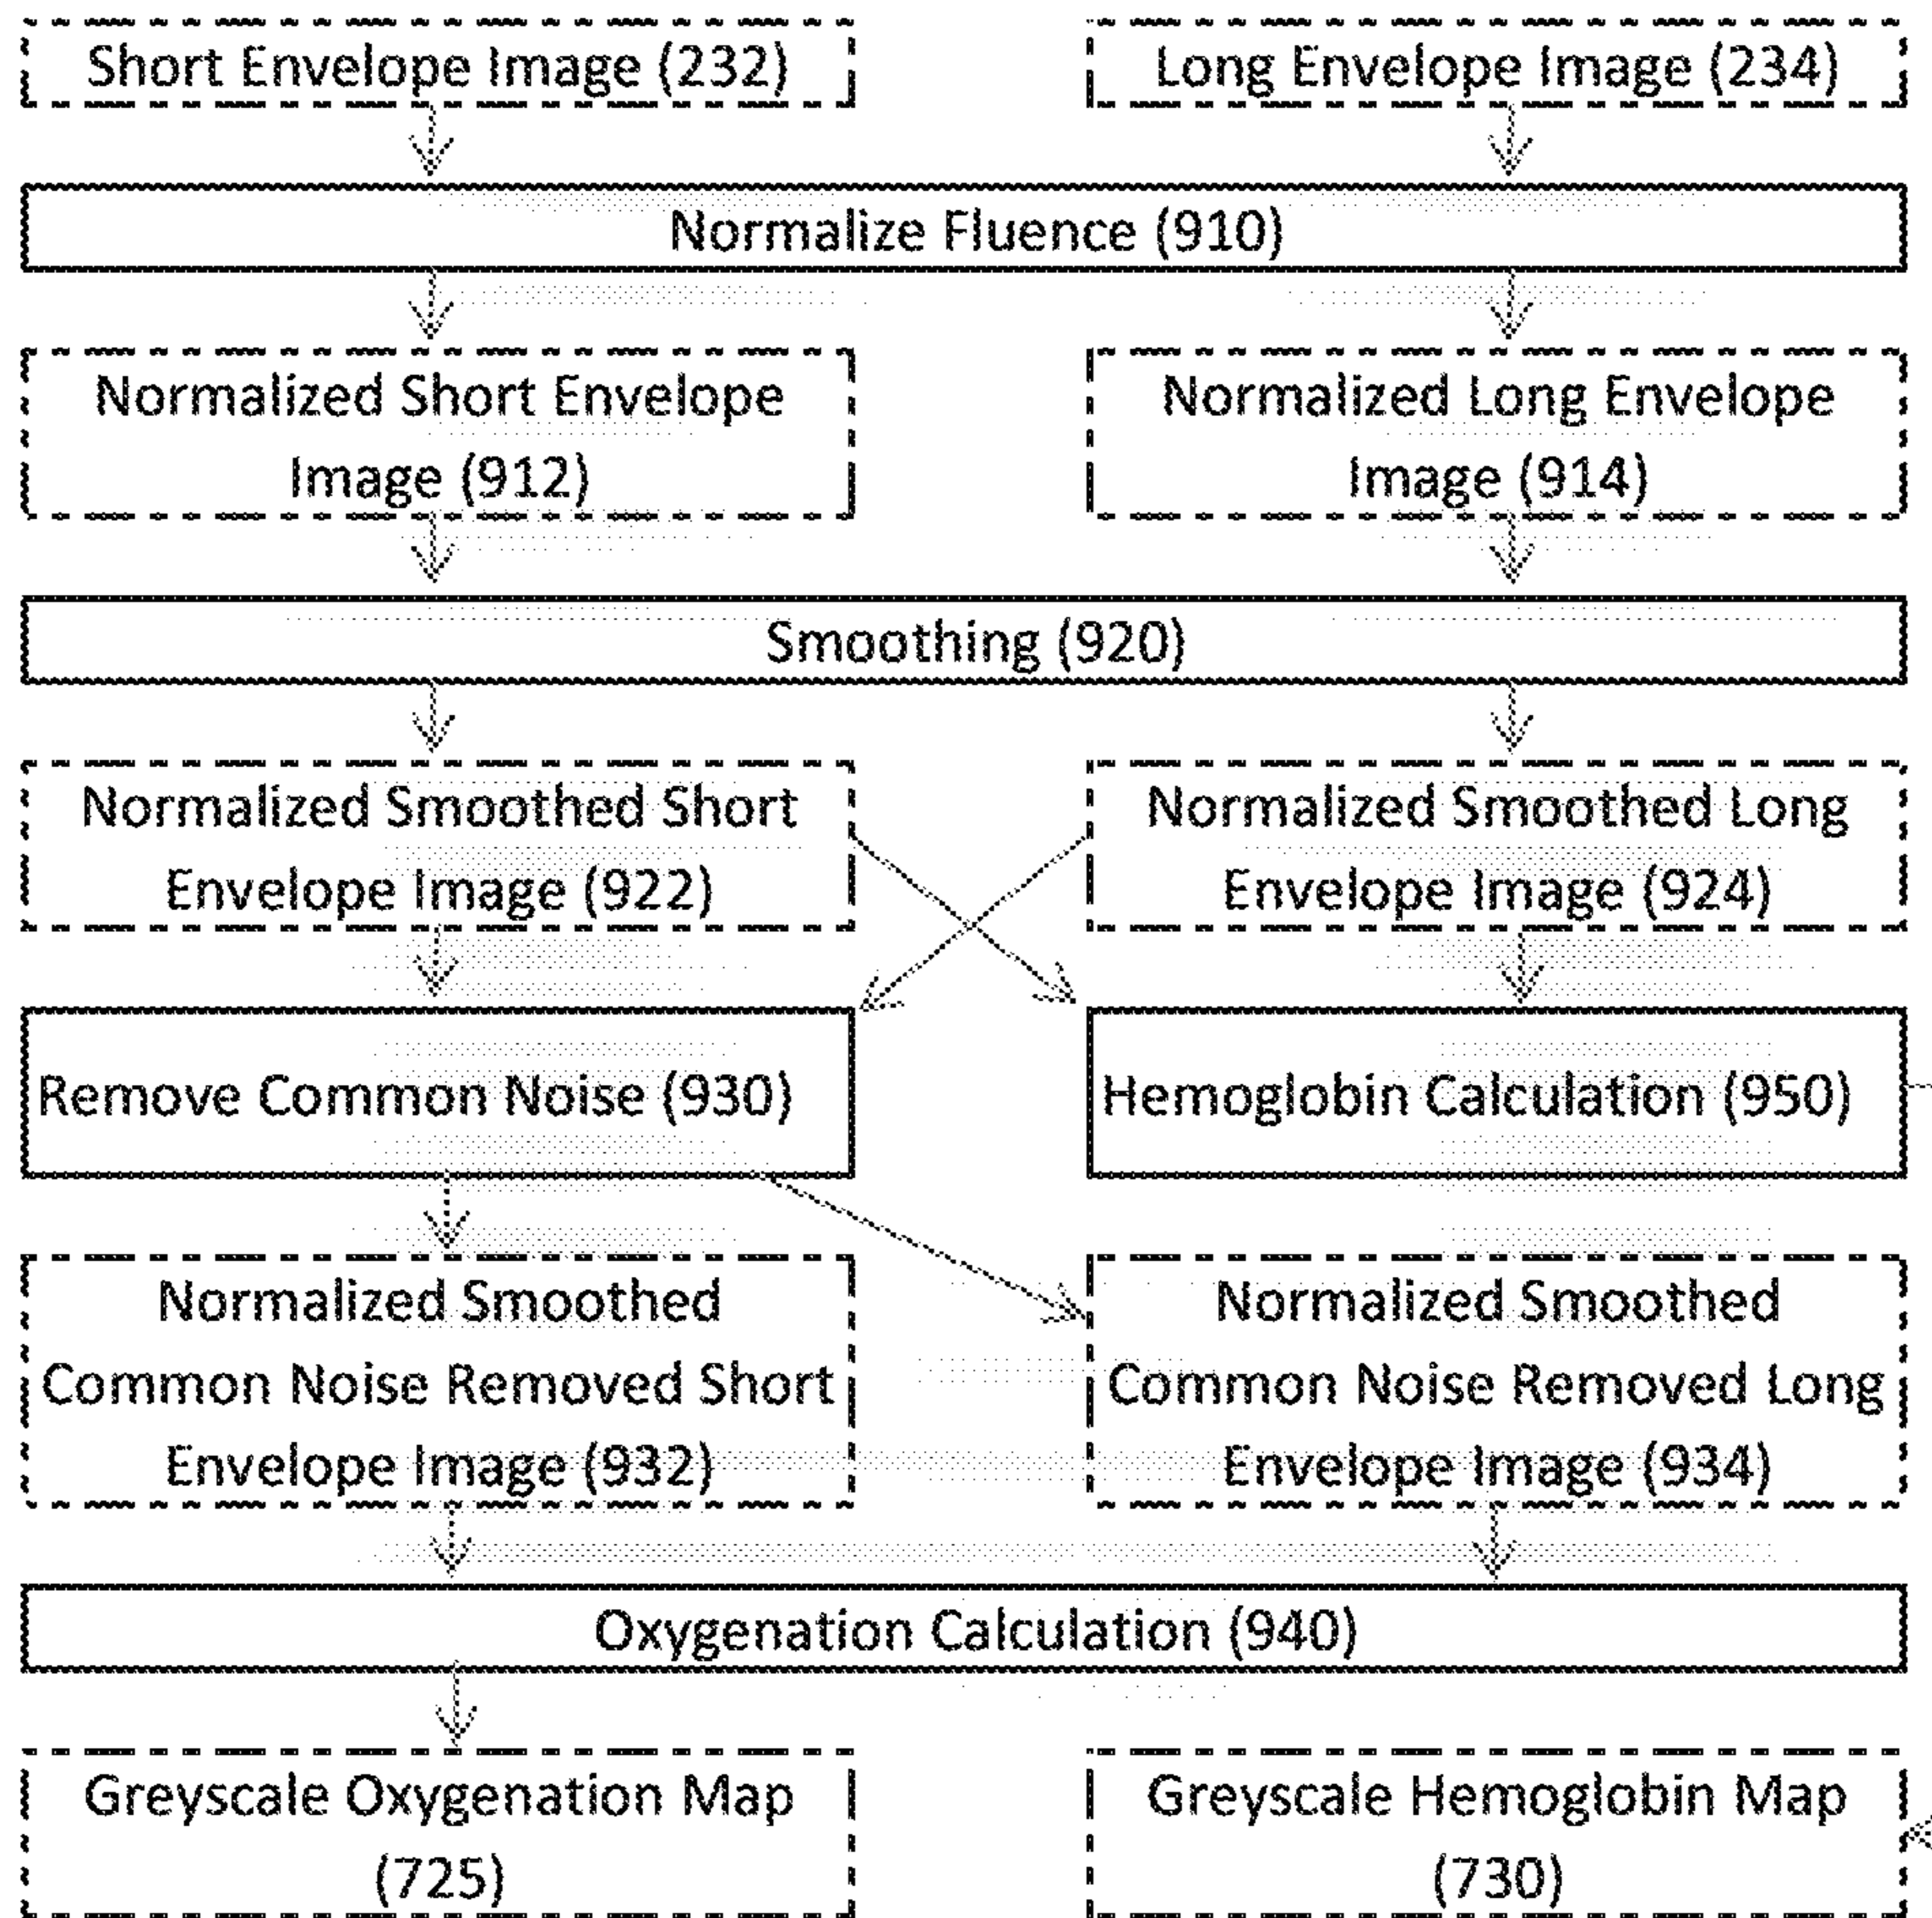 Short Envelope Image (232)
Long Envelope Image (234)
Normalize Fluence (910)
Normalized Short Envelope
Image (912)
Normalized Long Envelope
Image (914)
Smoothing (920)
Normalized Smoothed Short
Envelope Image (922)
Normalized Smoothed Long
Envelope Image (924)
Remove Common Noise (930)
Hemoglobin Calculation (950)
Normalized Smoothed
Common Noise Removed Short
Envelope Image (932)
Normalized Smoothed
Common Noise Removed Long
Envelope Image (934)
Oxygenation Calculation (940)
Greyscale Oxygenation Map
(725)
Greyscale Hemoglobin Map
(730)